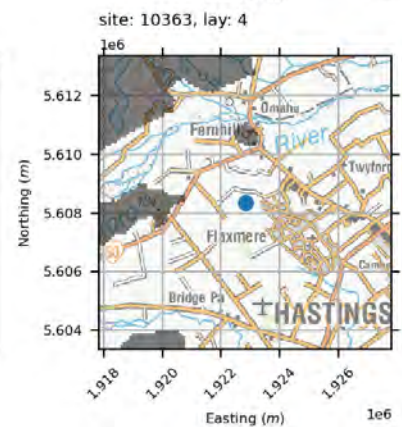 site: 10363, lay: 4
1e6
5.612
5.610
5.608
5.606
5.604
Northing (m)
Omaha
Fernhill
River
Twyford
Flaxmere
Bridge Pa
HASTINGS
1.918
1.920
1.922
1.924
1.926
1e6
Easting (m)